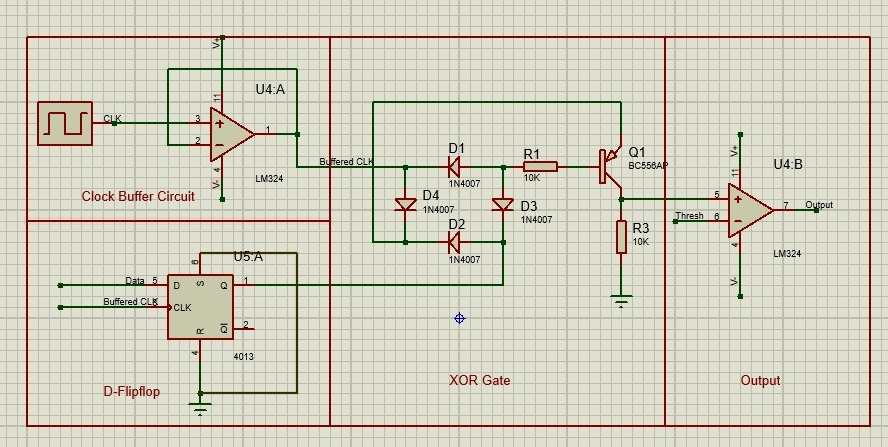 V+
11
U4:A
CLK
3
2
1
4
V-
LM324
Clock Buffer Circuit
Buffered CLK
D1
1N4007
D4
1N4007
D3
1N4007
D2
1N4007
R1
10K
Q1
BC556AP
R3
10K
XOR Gate
V+
11
U4:B
5
Thresh
6
7
Output
4
V-
LM324
Output
U5:A
6
Data
5
D
S
Q
1
Buffered CLK
CLK
R
Q
2
4
4013
D-Flipflop